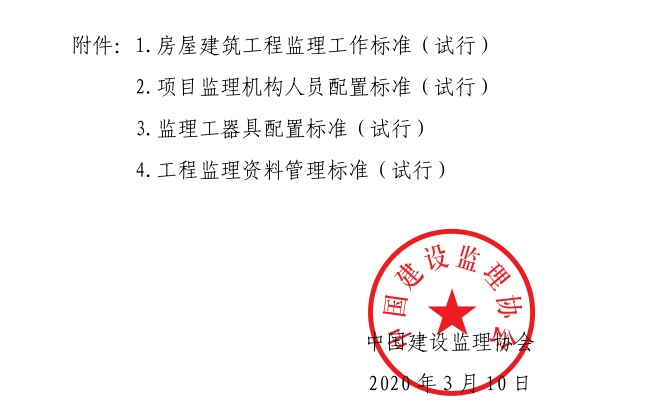 附件：1.房屋建筑工程监理工作标准（试行）
2.项目监理机构人员配置标准（试行）
3.监理工器具配置标准（试行）
4.工程监理资料管理标准（试行）
中国建设监理协会
中国建设监理协会
2020年3月10日